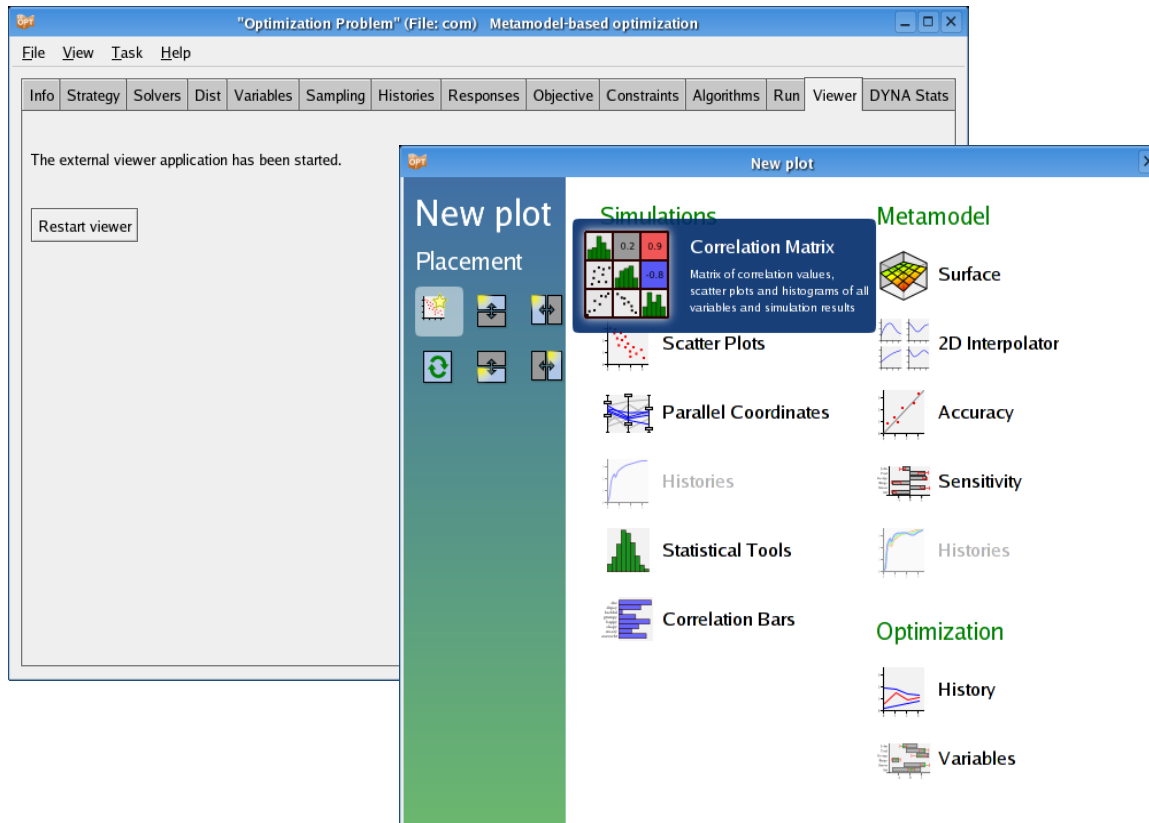 "Optimization Problem" (File: com) Metamodel-based optimization
File View Task Help
Info Strategy Solvers Dist Variables Sampling Histories Responses Objective Constraints Algorithms Run Viewer DYNA Stats
The external viewer application has been started.
Restart viewer
New plot
New plot
Placement
Simulations
0.2 0.9
-0.8
Correlation Matrix
Matrix of correlation values,
scatter plots and histograms of all
variables and simulation results
Scatter Plots
Parallel Coordinates
Histories
Statistical Tools
Correlation Bars
Metamodel
Surface
2D Interpolator
Accuracy
Sensitivity
Histories
Optimization
History
Variables